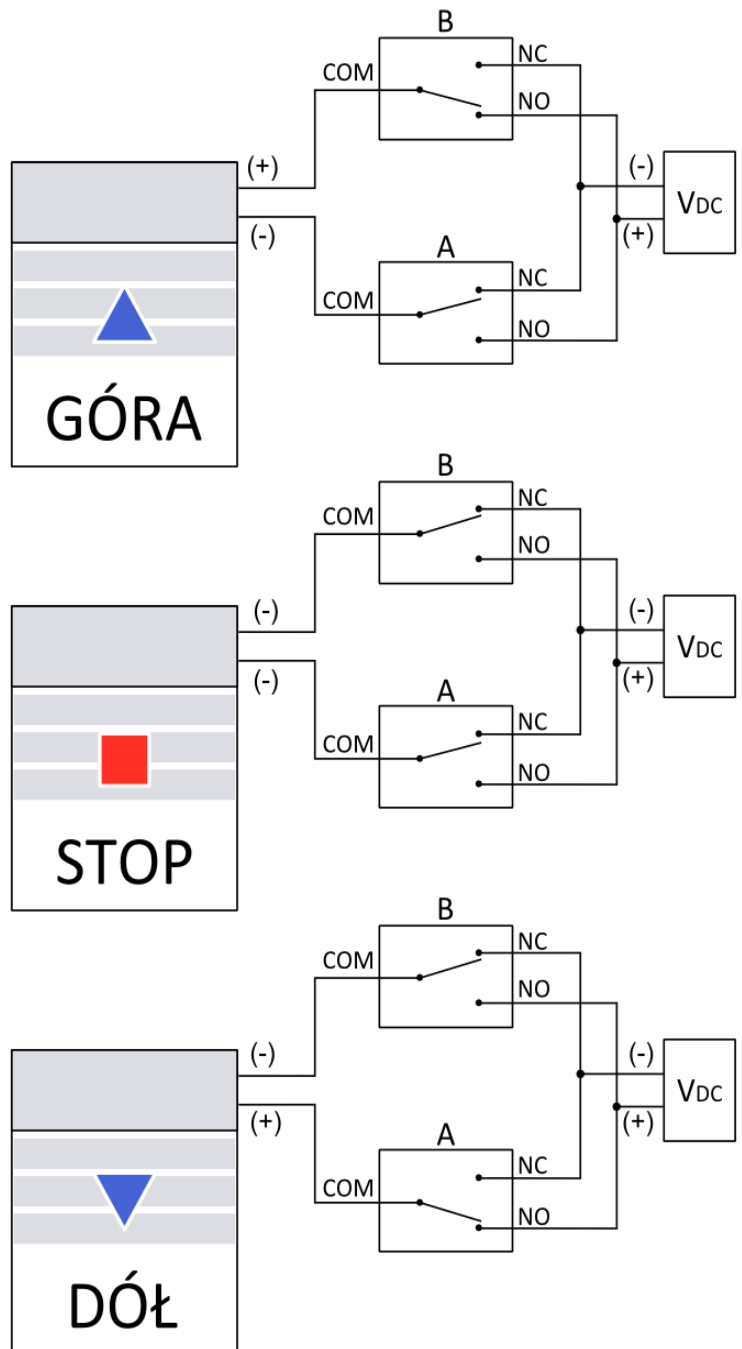 B
COM
NC
NO
(+)
(-)
(-)
(+)
VDC
A
COM
NC
NO
GÓRA
B
COM
NC
NO
(-)
(-)
(-)
(+)
VDC
A
COM
NC
NO
STOP
B
COM
NC
NO
(-)
(+)
(-)
(+)
VDC
A
COM
NC
NO
DÓŁ